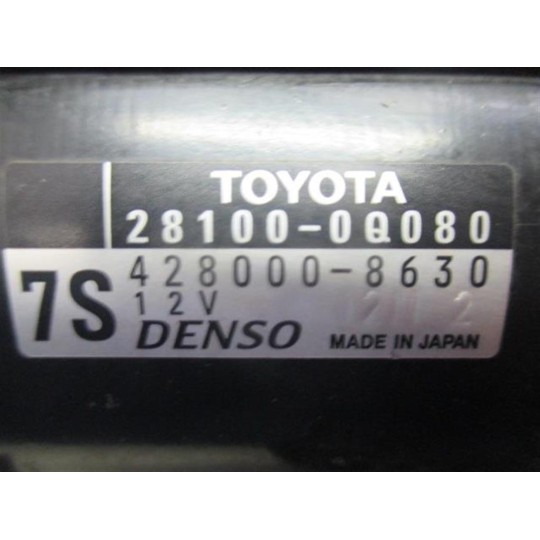 TOYOTA
28100-0Q080
7S
428000-8630
12V
DENSO MADE IN JAPAN